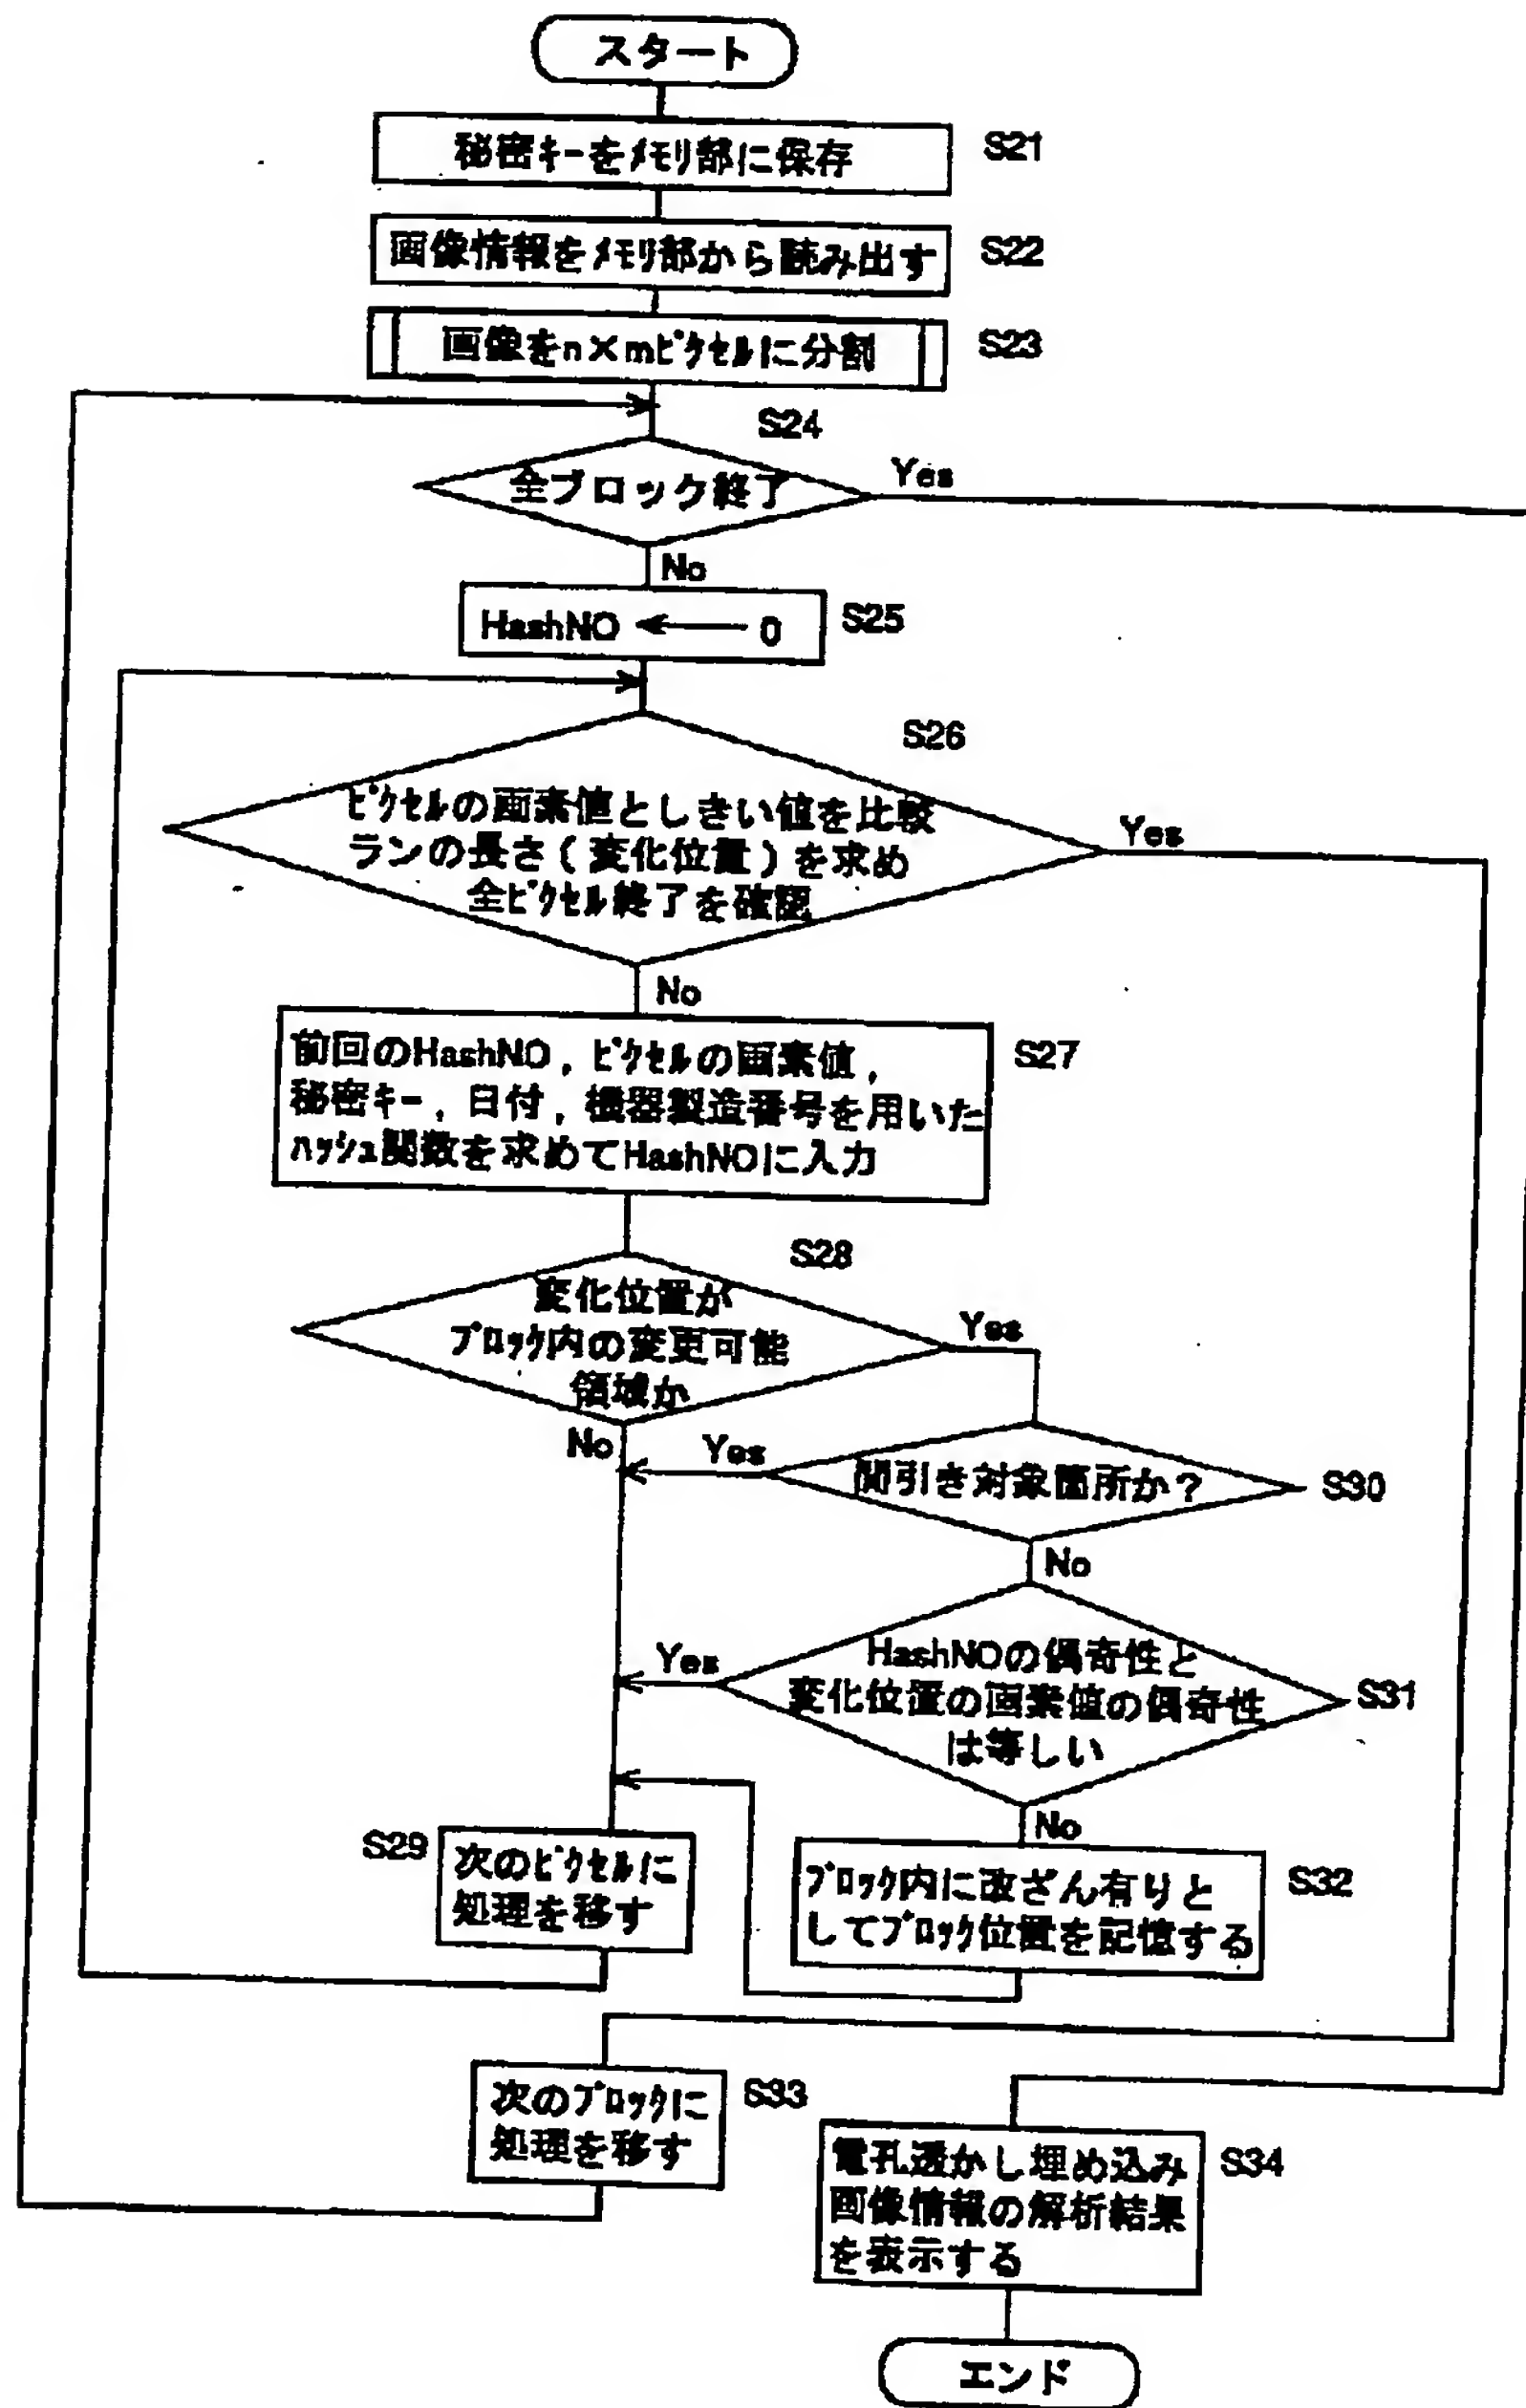 スタート
秘密キーをメモリ部に保存
S21
画像情報をメモリ部から読み出す
S22
画像をn×mピクセルに分割
S23
S24
全ブロック終了
Yes
No
HashNO ← 0
S25
S26
ピクセルの画素値としきい値を比較
ランの長さ(変化位置)を求め
全ピクセル終了を確認
Yes
No
前回のHashNO,ピクセルの画素値,
秘密キー,日付,機器製造番号を用いた
ハッシュ関数を求めてHashNOに入力
S27
S28
変化位置が
ブロック内の変更可能
領域か
Yes
No
Yes
間引き対象箇所か?
S30
No
HashNOの偶奇性と
変化位置の画素値の偶奇性
は等しい
Yes
S31
No
S29
次のピクセルに
処理を移す
ブロック内に改ざん有りと
してブロック位置を記憶する
S32
次のブロックに
処理を移す
S33
電孔透かし埋め込み
画像情報の解析結果
を表示する
S34
エンド